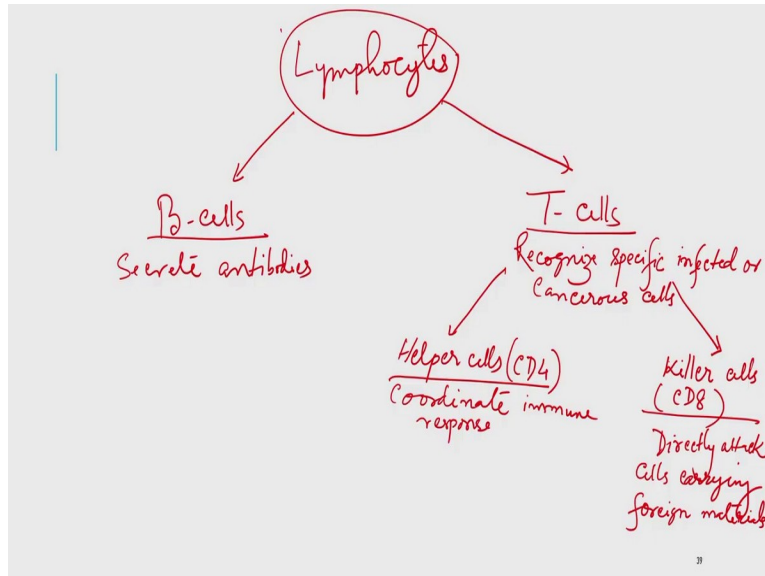 Lymphocytes
B-cells
Secrete antibodies
T-cells
Recognize specific infected or
Cancerous cells
Helper cells (CD4)
Coordinate immune
response
Killer cells
(CD8)
Directly attack
cells carrying
foreign materials
39